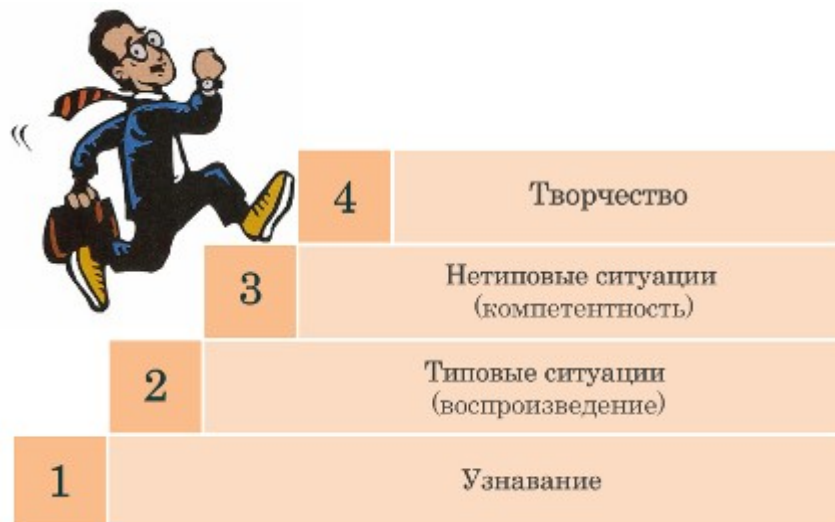 4 Творчество
3 Нетиповые ситуации
(компетентность)
2 Типовые ситуации
(воспроизведение)
1 Узнавание